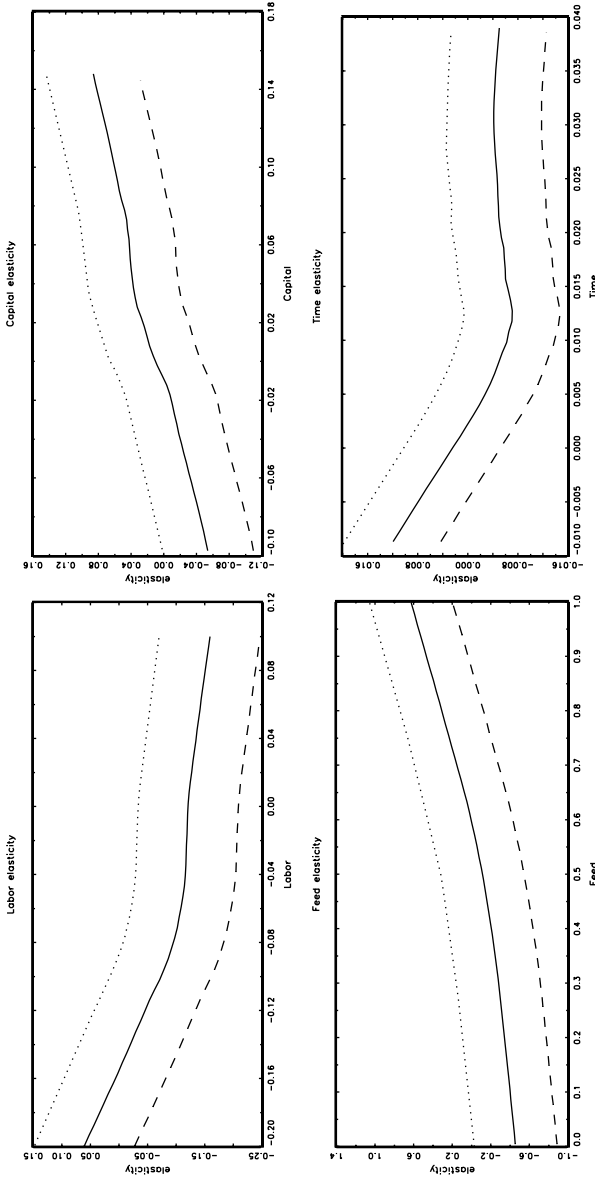 Labor elasticity
elasticity
0.15
0.10
0.05
−0.05
−0.15
−0.25
−0.20 −0.16 −0.12 −0.08 −0.04 0.00 0.04 0.08 0.12
Labor
Capital elasticity
elasticity
0.16
0.12
0.08
0.04
0.00
−0.04
−0.08
−0.12
−0.10 −0.06 −0.02 0.02 0.06 0.10 0.14 0.18
Capital
Feed elasticity
elasticity
1.4
1.0
0.6
0.2
−0.2
−0.6
−1.0
0.0 0.1 0.2 0.3 0.4 0.5 0.6 0.7 0.8 0.9 1.0
Feed
Time elasticity
elasticity
0.016
0.008
0.000
−0.008
−0.016
−0.010 −0.005 0.000 0.005 0.010 0.015 0.020 0.025 0.030 0.035 0.040
Time